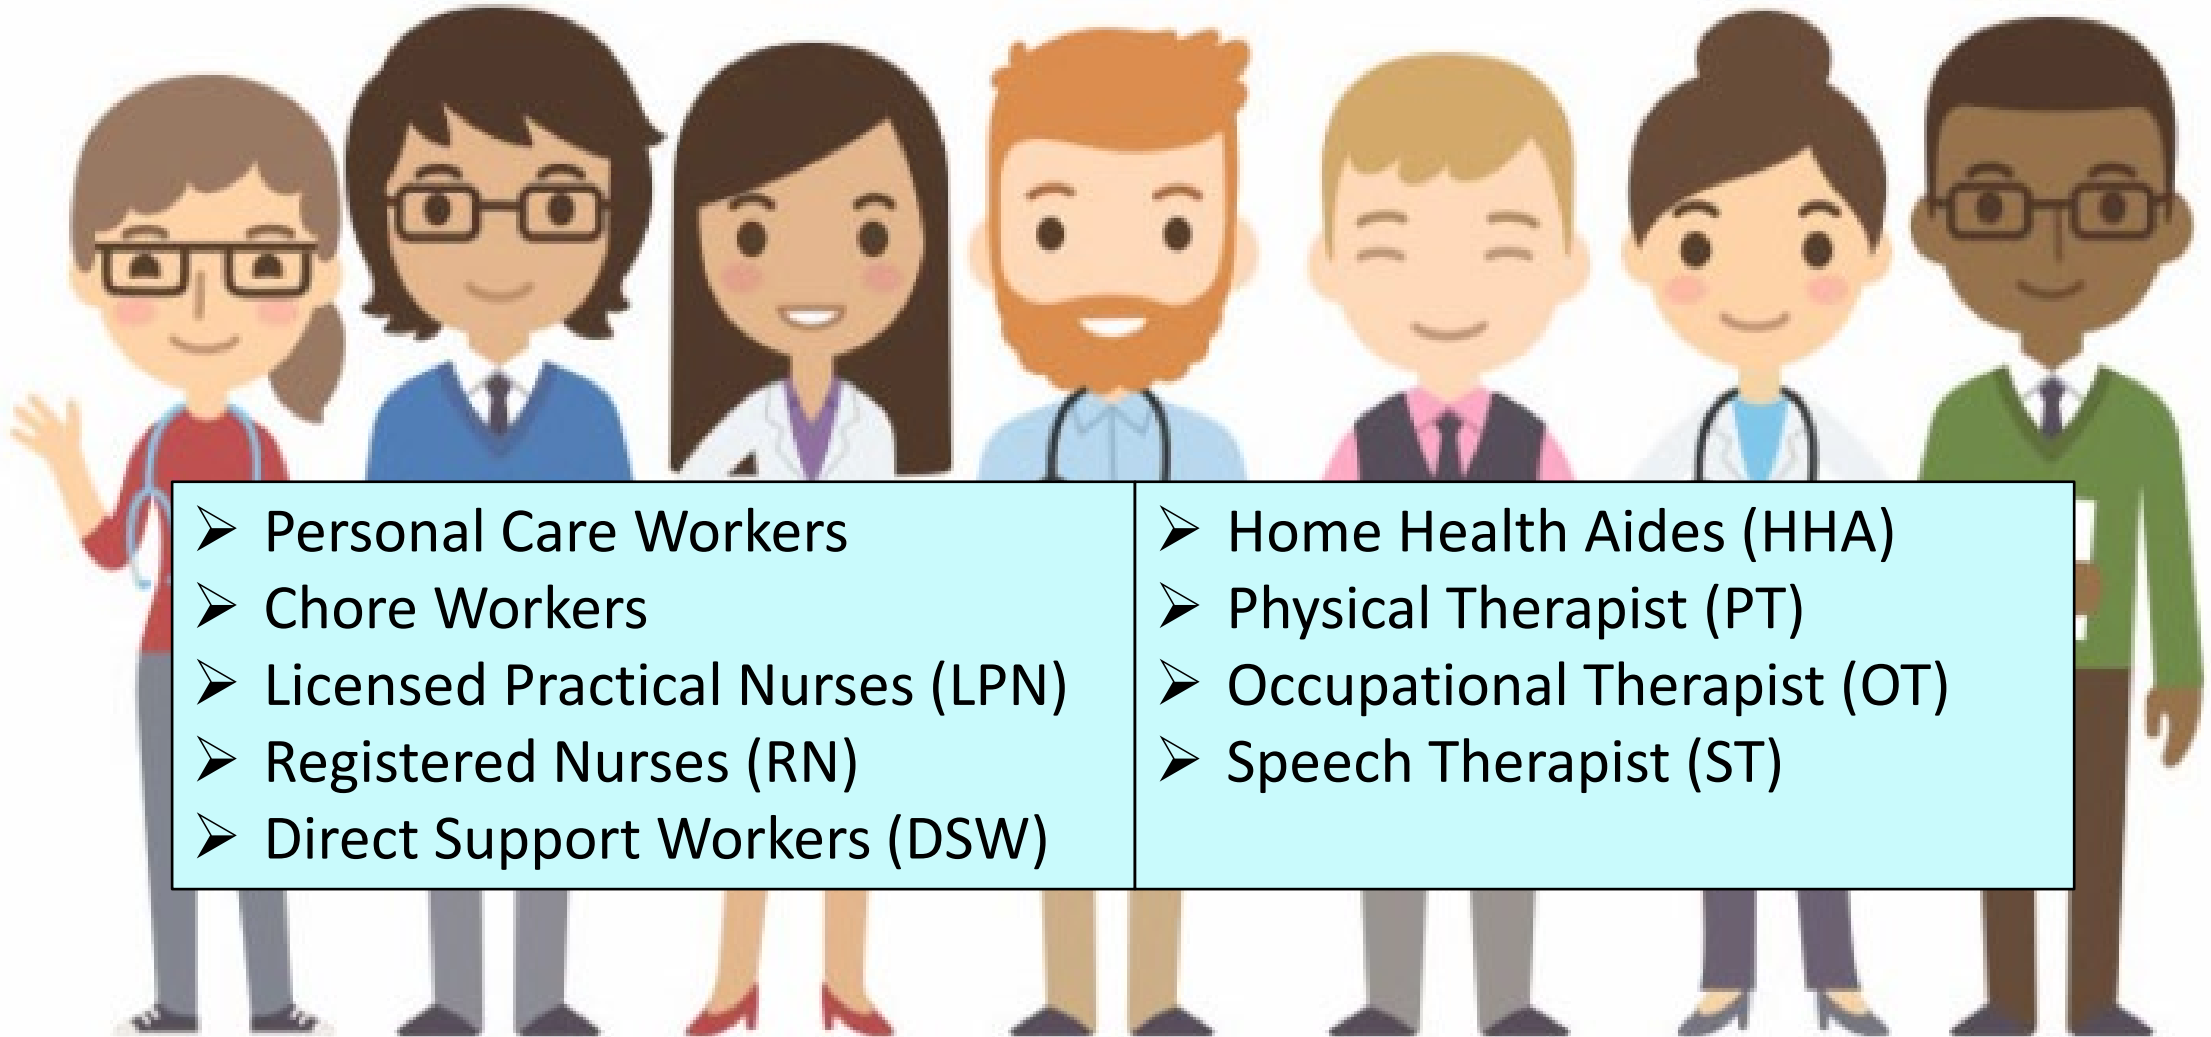 ➢ Personal Care Workers
➢ Chore Workers
➢ Licensed Practical Nurses (LPN)
➢ Registered Nurses (RN)
➢ Direct Support Workers (DSW)
➢ Home Health Aides (HHA)
➢ Physical Therapist (PT)
➢ Occupational Therapist (OT)
➢ Speech Therapist (ST)